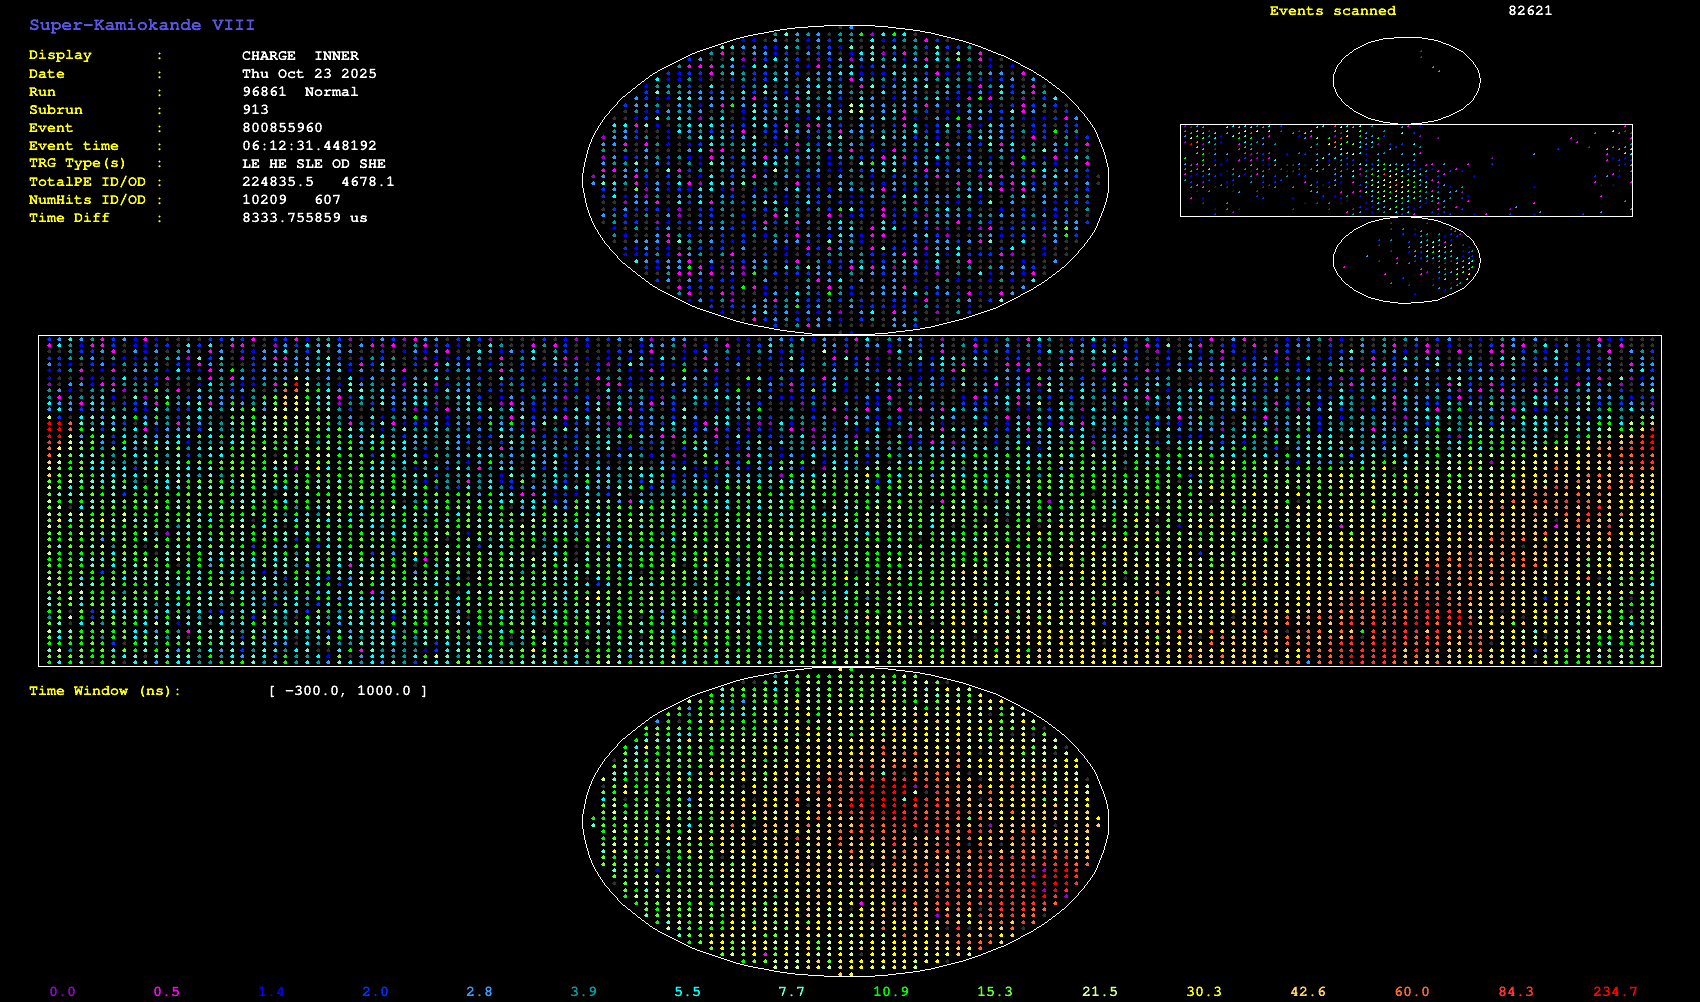 Super-Kamiokande VIII
Events scanned 82621
Display : CHARGE INNER
Date : Thu Oct 23 2025
Run : 96861 Normal
Subrun : 913
Event : 800855960
Event time : 06:12:31.448192
TRG Type(s) : LE HE SLE OD SHE
TotalPE ID/OD : 224835.5 4678.1
NumHits ID/OD : 10209 607
Time Diff : 8333.755859 us
Time Window (ns): [ -300.0, 1000.0 ]
0.0 0.5 1.4 2.0 2.8 3.9 5.5 7.7 10.9 15.3 21.5 30.3 42.6 60.0 84.3 234.7